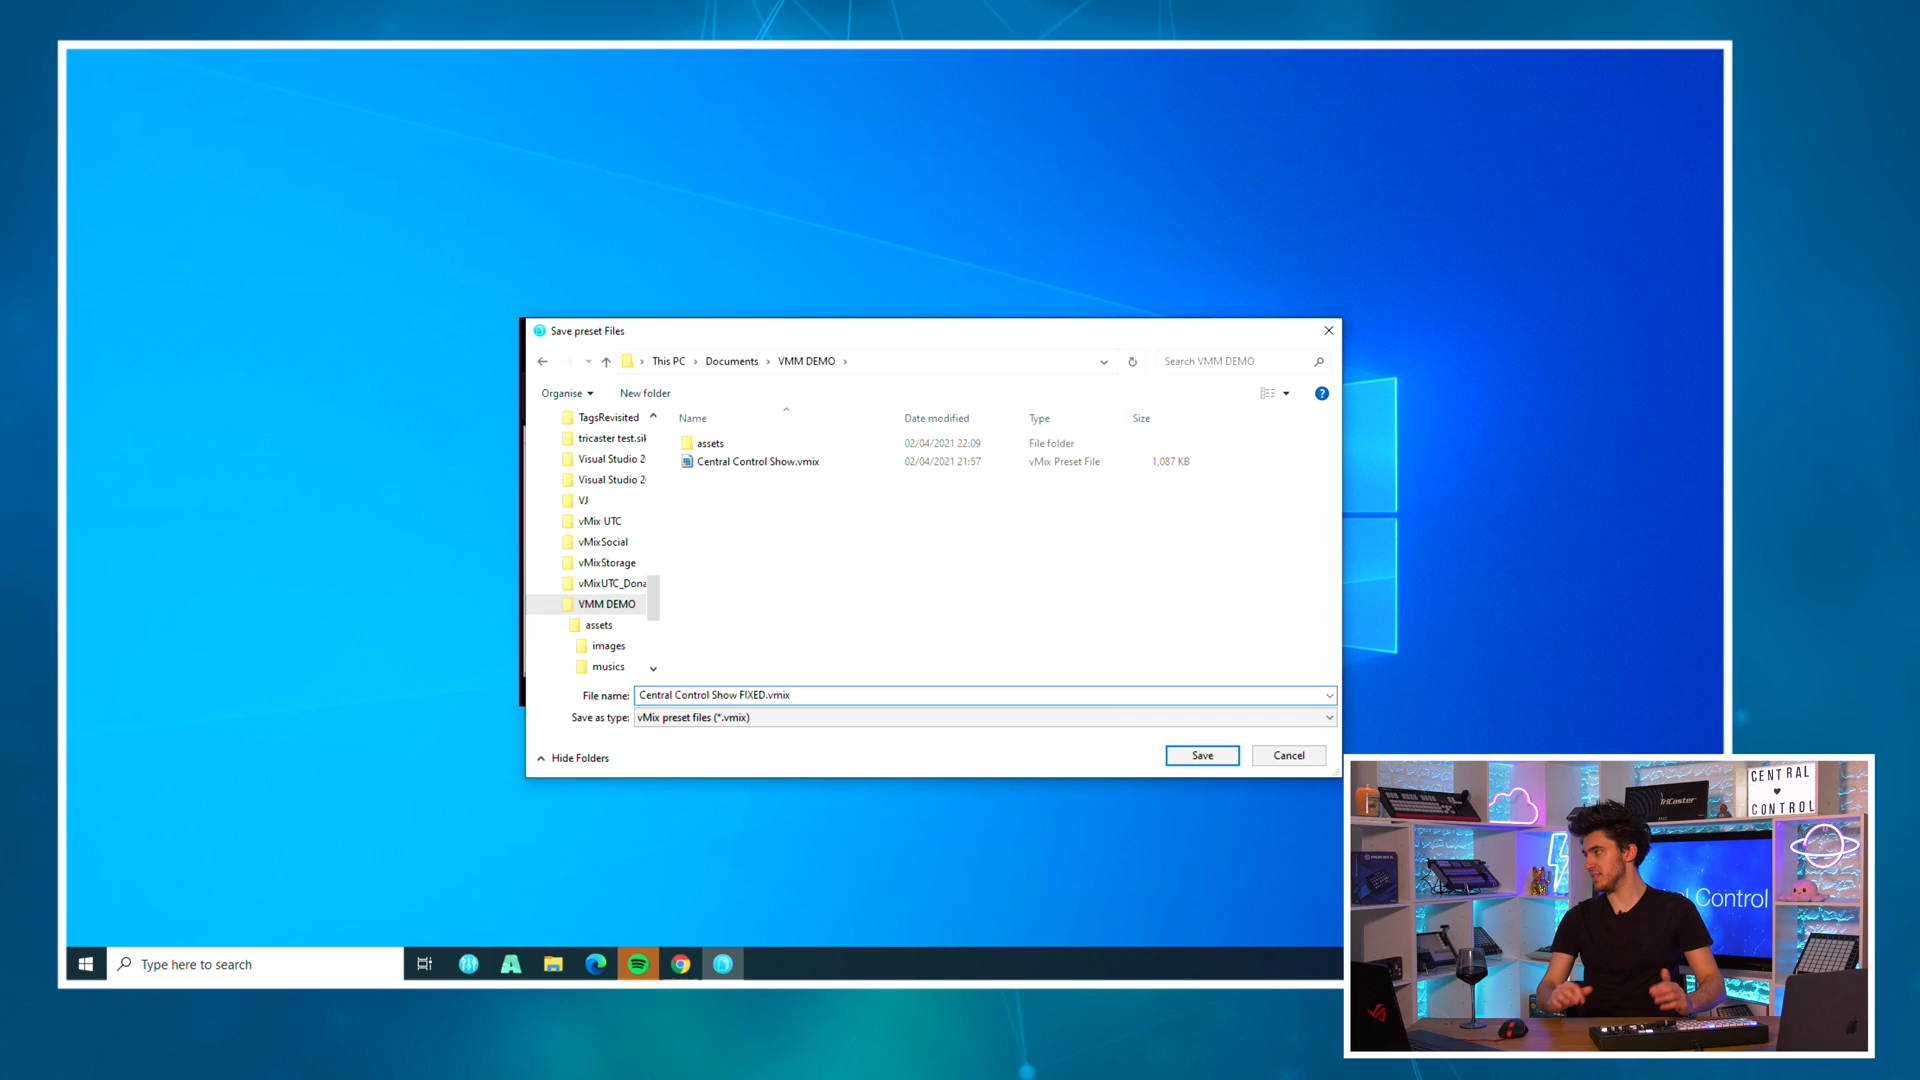 Save preset Files
This PC > Documents > VMM DEMO >
Search VMM DEMO
Organise
New folder
Name
Date modified
Type
Size
assets
02/04/2021 22:09
File folder
Central Control Show.vmix
02/04/2021 21:57
vMix Preset File
1,087 KB
TagsRevisited
tricaster test.sik
Visual Studio 20
Visual Studio 20
VJ
vMix UTC
vMixSocial
vMixStorage
vMixUTC_Dona
VMM DEMO
assets
images
musics
File name:
Central Control Show FIXED.vmix
Save as type:
vMix preset files (*.vmix)
Hide Folders
Save
Cancel
Type here to search
CENTRAL
CONTROL
TriCaster
Control